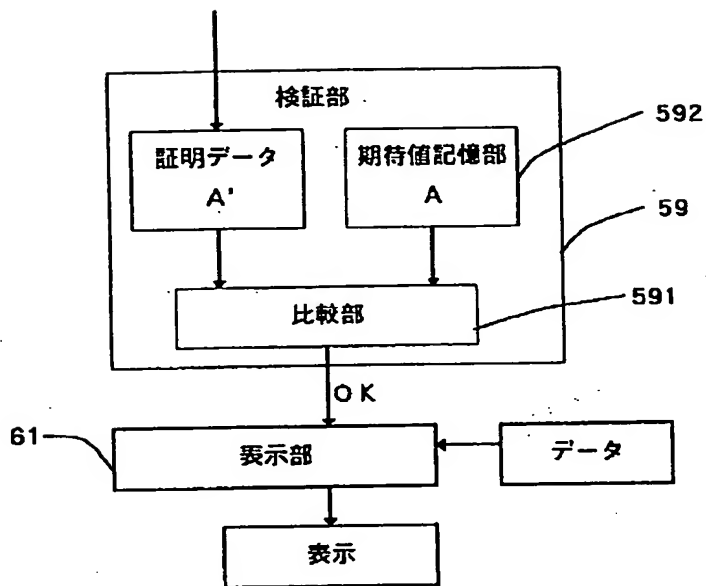 検証部
592
証明データ
A'
期待値記憶部
A
59
比較部
591
OK
61
表示部
データ
表示